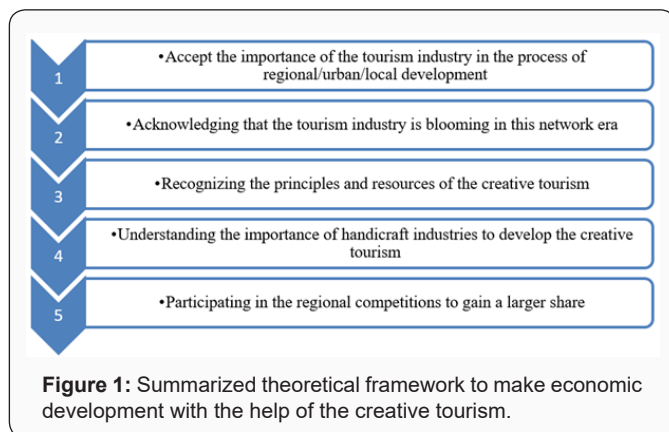 1
•Accept the importance of the tourism industry in the process of
regional/urban/local development
2
•Acknowledging that the tourism industry is blooming in this network era
3
•Recognizing the principles and resources of the creative tourism
4
•Understanding the importance of handicraft industries to develop the creative
tourism
5
•Participating in the regional competitions to gain a larger share
Figure 1: Summarized theoretical framework to make economic
development with the help of the creative tourism.